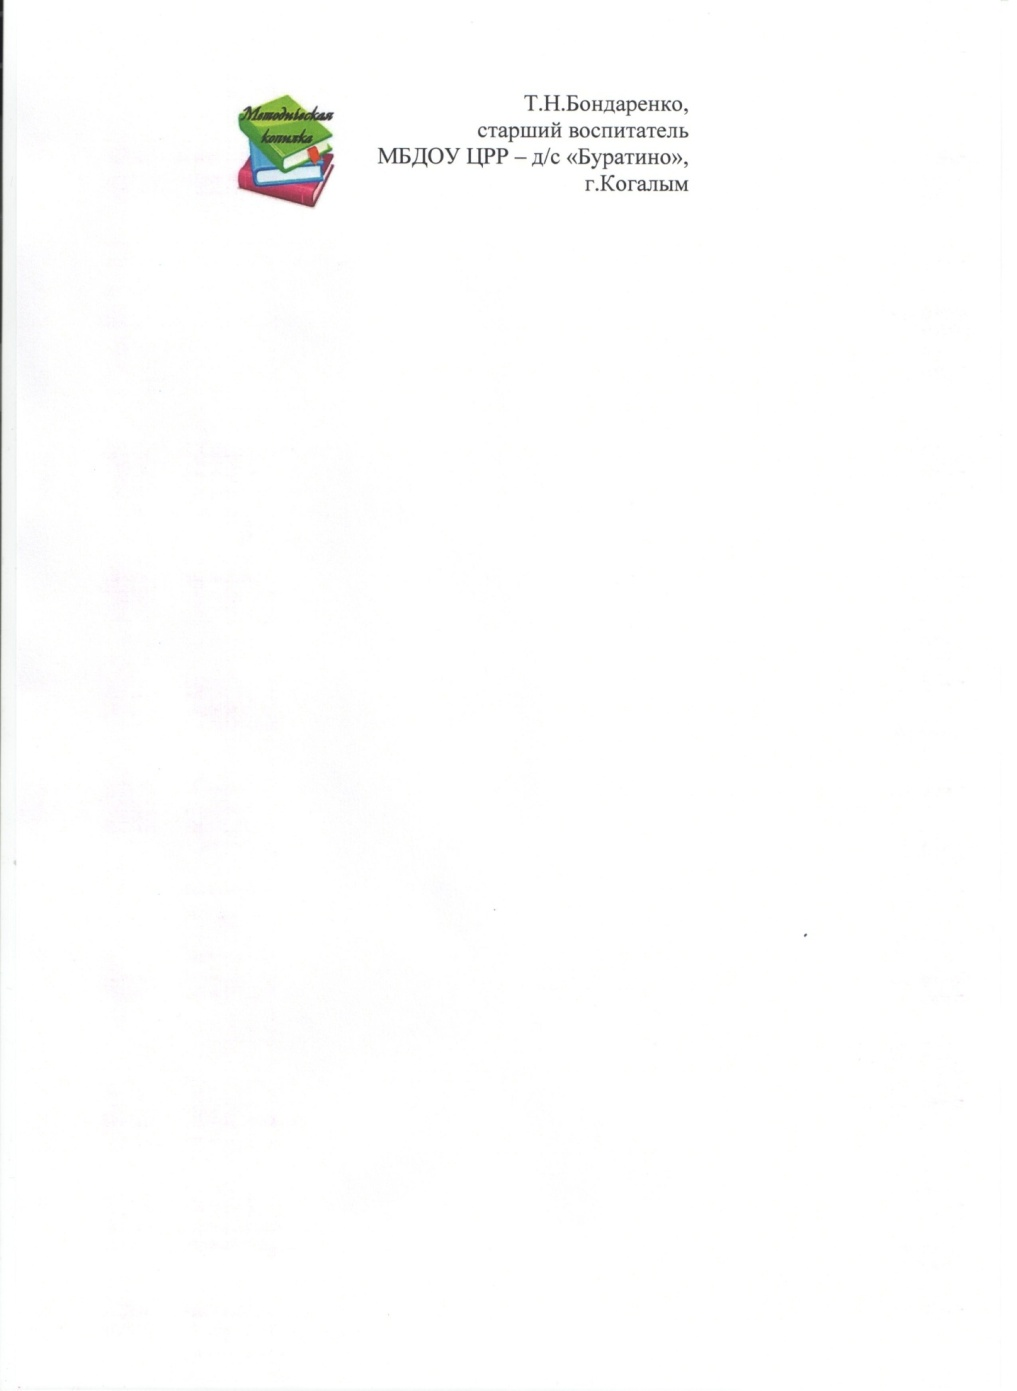 Методическая
копилка
Т.Н.Бондаренко,
старший воспитатель
МБДОУ ЦРР – д/с «Буратино»,
г.Когалым